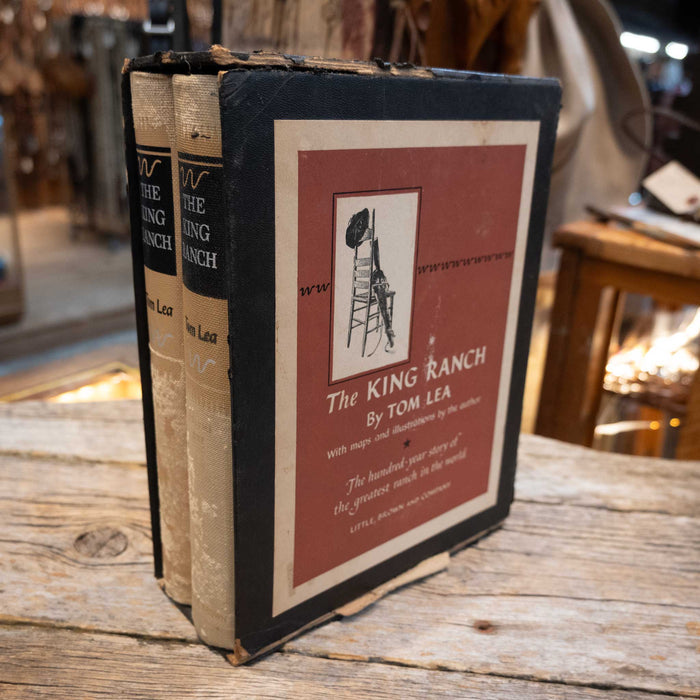 THE
KING
RANCH
Tom Lea
THE
KING
RANCH
Tom Lea
The KING RANCH
By TOM LEA
With maps and illustrations by the author
The hundred-year story of
the greatest ranch in the world
LITTLE, BROWN AND COMPANY